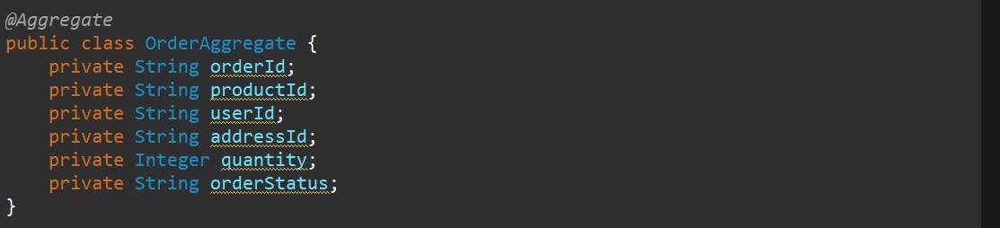 @Aggregate
public class OrderAggregate {
    private String orderId;
    private String productId;
    private String userId;
    private String addressId;
    private Integer quantity;
    private String orderStatus;
}